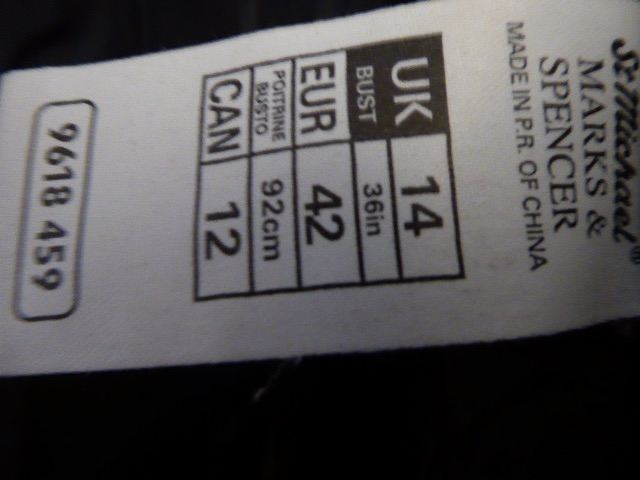 St Michael®
MARKS &
SPENCER
MADE IN P.R. OF CHINA
UK 14
BUST 36in
EUR 42
POITRINE
BUSTO 92cm
CAN 12
9618 459